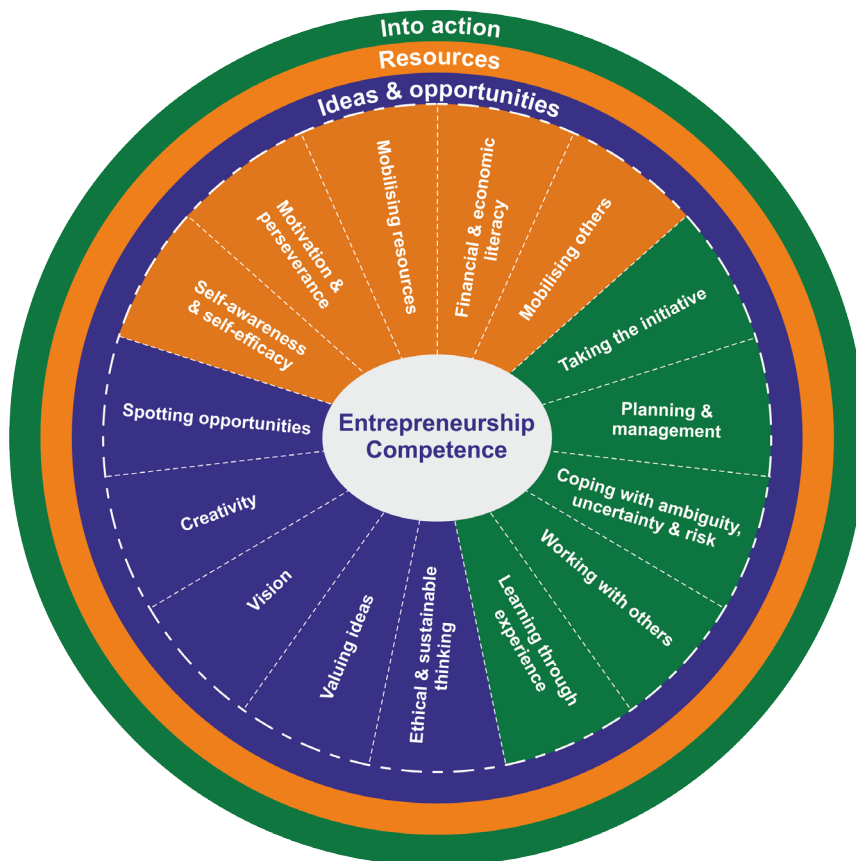 Into action
Resources
Ideas & opportunities
Self-awareness
& self-efficacy
Motivation &
perseverance
Mobilising resources
Financial & economic
literacy
Mobilising others
Taking the initiative
Planning &
management
Coping with ambiguity,
uncertainty & risk
Working with others
Learning through
experience
Ethical & sustainable
thinking
Valuing ideas
Vision
Creativity
Spotting opportunities
Entrepreneurship
Competence